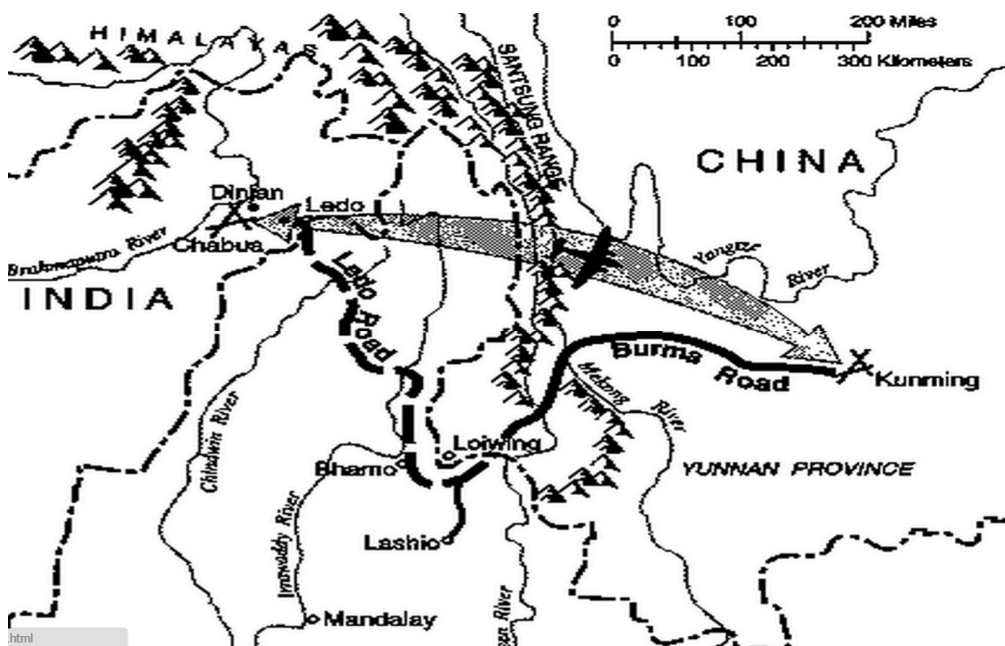 0 100 200 Miles
0 100 200 300 Kilometers
HIMALAYAS
SANTSUNG RANGE
CHINA
Dinjan
Ledo
Chabua
Brahmaputra River
INDIA
Yangtze
River
Ledo Road
Burma Road
Kunming
Mekong
River
Chindwin River
Loiwing
Bhamo
YUNNAN PROVINCE
Irrawaddy River
Lashio
Mandalay
River
.html